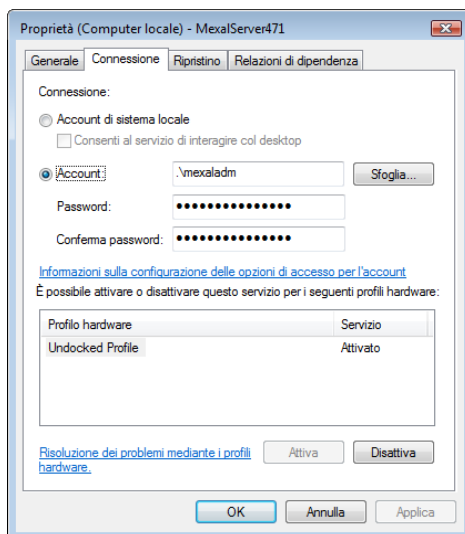 Proprietà (Computer locale) - MexalServer471
Generale Connessione Ripristino Relazioni di dipendenza
Connessione:
Account di sistema locale
Consenti al servizio di interagire col desktop
Account: .\mexaladm Sfoglia...
Password: •••••••••••••••
Conferma password: •••••••••••••••
Informazioni sulla configurazione delle opzioni di accesso per l'account
È possibile attivare o disattivare questo servizio per i seguenti profili hardware:
Profilo hardware Servizio
Undocked Profile Attivato
Risoluzione dei problemi mediante i profili Attiva Disattiva
hardware.
OK Annulla Applica